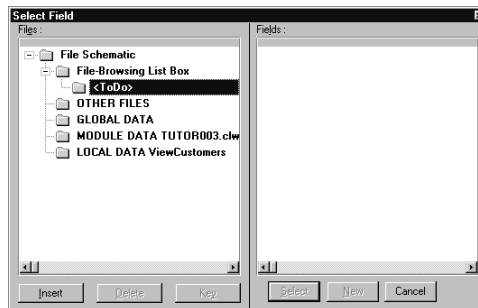 Select Field
Files :
File Schematic
File-Browsing List Box
<ToDo>
OTHER FILES
GLOBAL DATA
MODULE DATA TUTOR003.clw
LOCAL DATA ViewCustomers
Insert
Delete
Key
Fields :
Select
New
Cancel